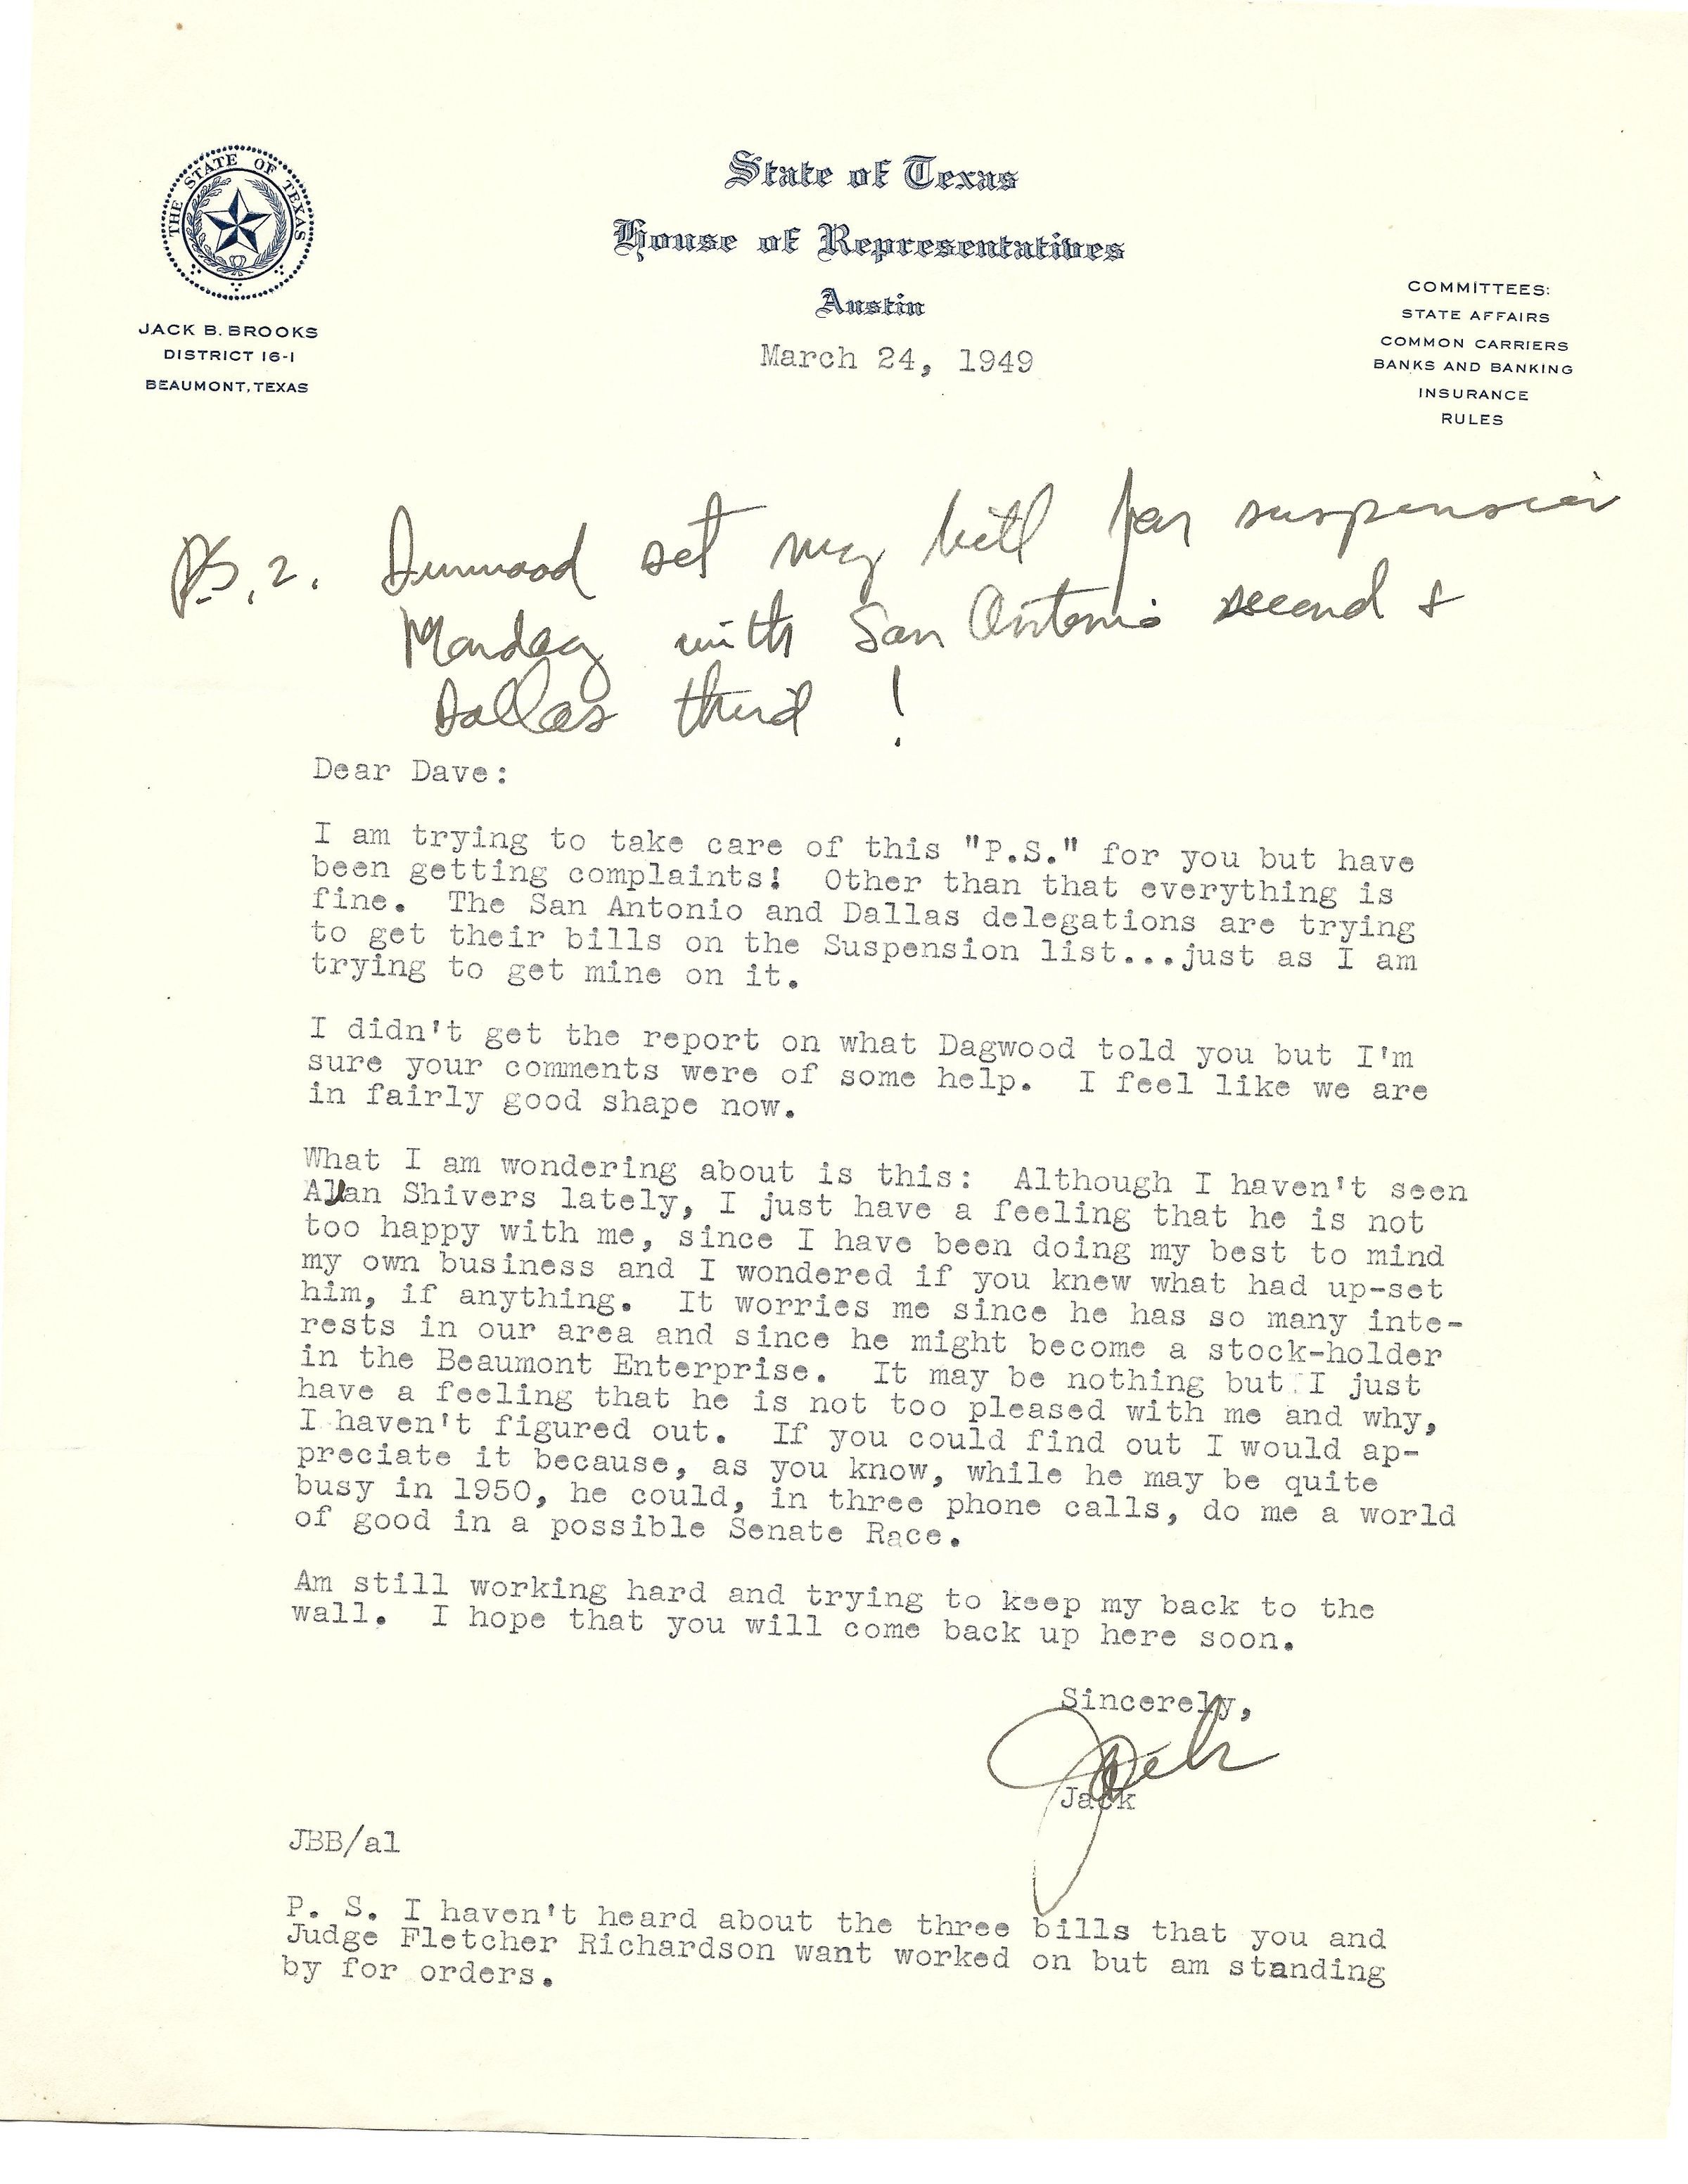 THE STATE OF TEXAS
State of Texas
House of Representatives
Austin
JACK B. BROOKS
DISTRICT 16-1
BEAUMONT, TEXAS
COMMITTEES:
STATE AFFAIRS
COMMON CARRIERS
BANKS AND BANKING
INSURANCE
RULES
March 24, 1949
P.S. 2. Durwood set my bill for suspension
Monday with San Antonio second &
Dallas third !
Dear Dave:
I am trying to take care of this "P.S." for you but have
been getting complaints! Other than that everything is
fine. The San Antonio and Dallas delegations are trying
to get their bills on the Suspension list...just as I am
trying to get mine on it.
I didn't get the report on what Dagwood told you but I'm
sure your comments were of some help. I feel like we are
in fairly good shape now.
What I am wondering about is this: Although I haven't seen
Allan Shivers lately, I just have a feeling that he is not
too happy with me, since I have been doing my best to mind
my own business and I wondered if you knew what had up-set
him, if anything. It worries me since he has so many inte-
rests in our area and since he might become a stock-holder
in the Beaumont Enterprise. It may be nothing but I just
have a feeling that he is not too pleased with me and why,
I haven't figured out. If you could find out I would ap-
preciate it because, as you know, while he may be quite
busy in 1950, he could, in three phone calls, do me a world
of good in a possible Senate Race.
Am still working hard and trying to keep my back to the
wall. I hope that you will come back up here soon.
Sincerely,
Jack
Jack
JBB/al
P. S. I haven't heard about the three bills that you and
Judge Fletcher Richardson want worked on but am standing
by for orders.